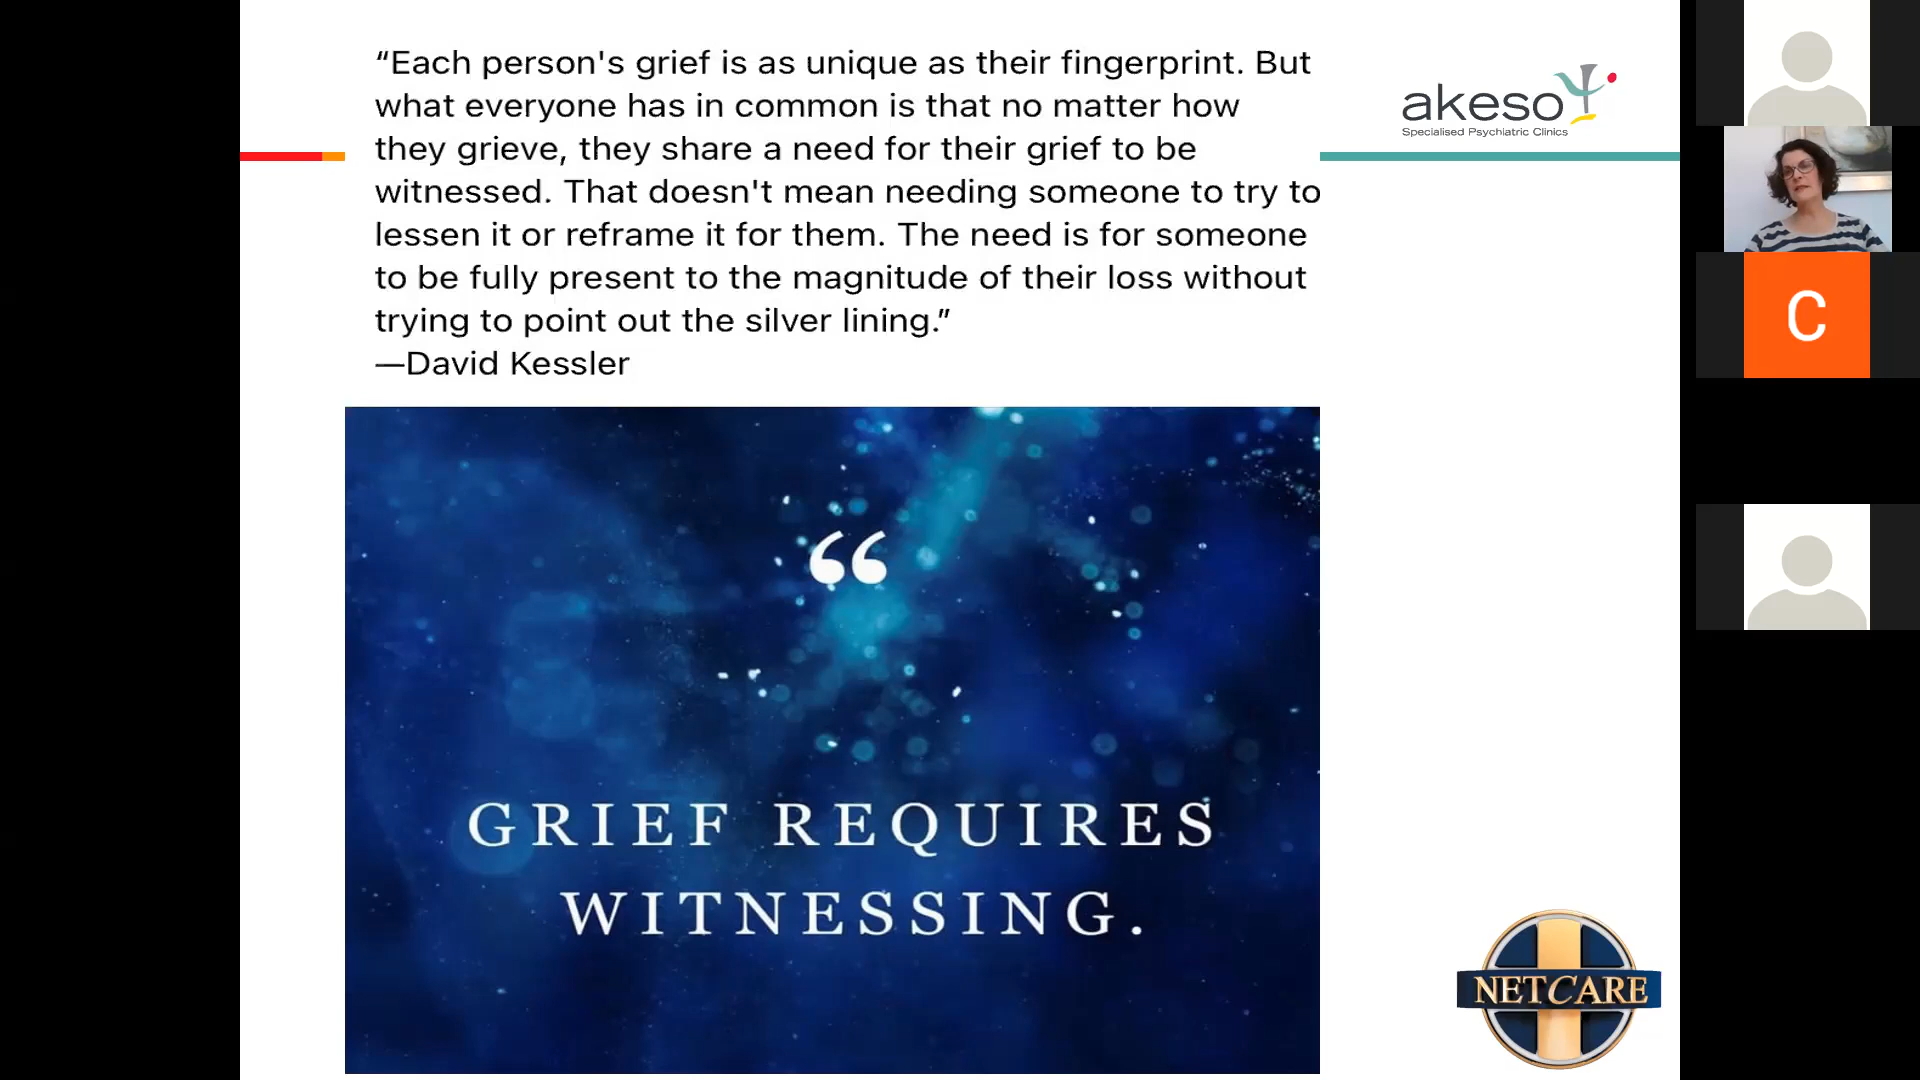 “Each person's grief is as unique as their fingerprint. But
what everyone has in common is that no matter how
they grieve, they share a need for their grief to be
witnessed. That doesn't mean needing someone to try to
lessen it or reframe it for them. The need is for someone
to be fully present to the magnitude of their loss without
trying to point out the silver lining.”
—David Kessler
akeso
Specialised Psychiatric Clinics
C
“
GRIEF REQUIRES
WITNESSING.
NETCARE